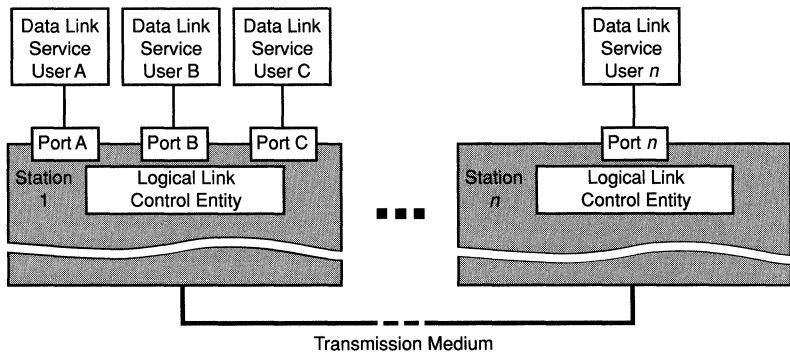 Data Link
Service
User A
Data Link
Service
User B
Data Link
Service
User C
Data Link
Service
User n
Port A
Port B
Port C
Port n
Station
1
Logical Link
Control Entity
Station
n
Logical Link
Control Entity
Transmission Medium